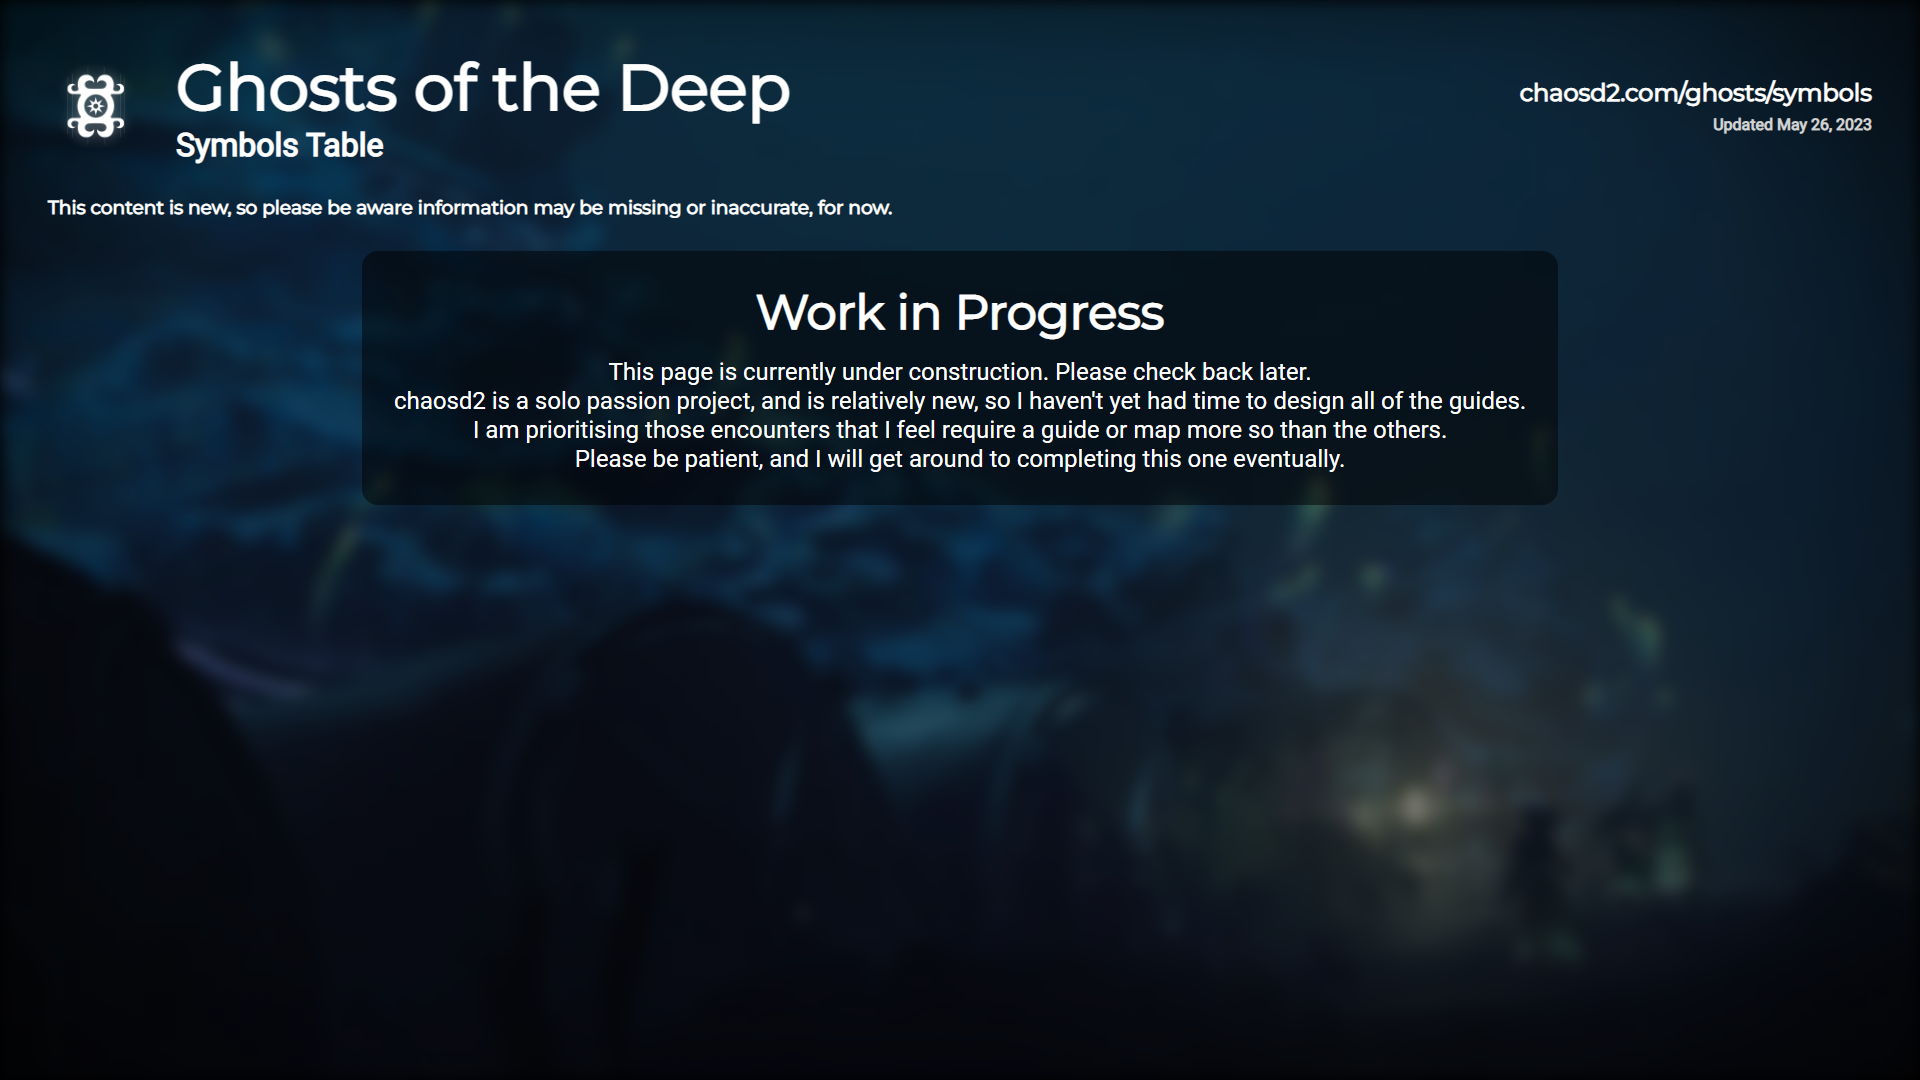 Ghosts of the Deep
Symbols Table
chaosd2.com/ghosts/symbols
Updated May 26, 2023
This content is new, so please be aware information may be missing or inaccurate, for now.
Work in Progress
This page is currently under construction. Please check back later.
chaosd2 is a solo passion project, and is relatively new, so I haven't yet had time to design all of the guides.
I am prioritising those encounters that I feel require a guide or map more so than the others.
Please be patient, and I will get around to completing this one eventually.